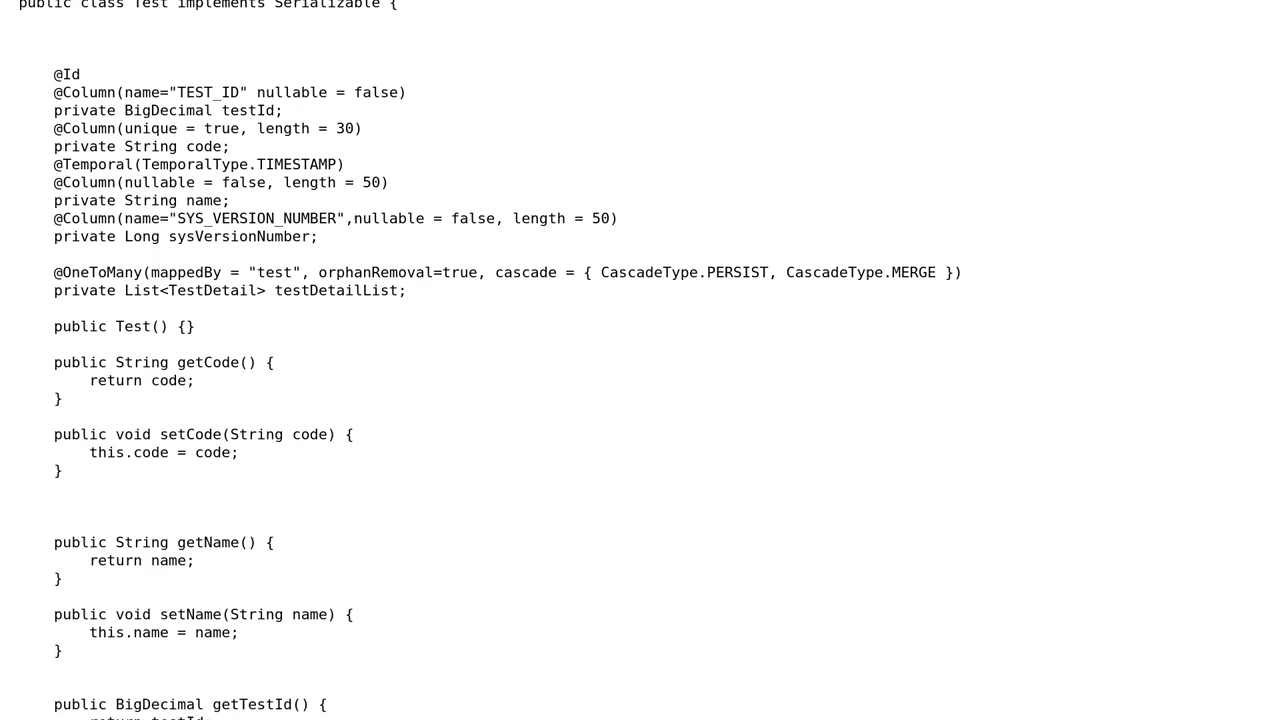 public class Test implements Serializable {
@Id
@Column(name="TEST_ID" nullable = false)
private BigDecimal testId;
@Column(unique = true, length = 30)
private String code;
@Temporal(TemporalType.TIMESTAMP)
@Column(nullable = false, length = 50)
private String name;
@Column(name="SYS_VERSION_NUMBER",nullable = false, length = 50)
private Long sysVersionNumber;
@OneToMany(mappedBy = "test", orphanRemoval=true, cascade = { CascadeType.PERSIST, CascadeType.MERGE })
private List<TestDetail> testDetailList;
public Test() {}
public String getCode() {
return code;
}
public void setCode(String code) {
this.code = code;
}
public String getName() {
return name;
}
public void setName(String name) {
this.name = name;
}
public BigDecimal getTestId() {
return testId;